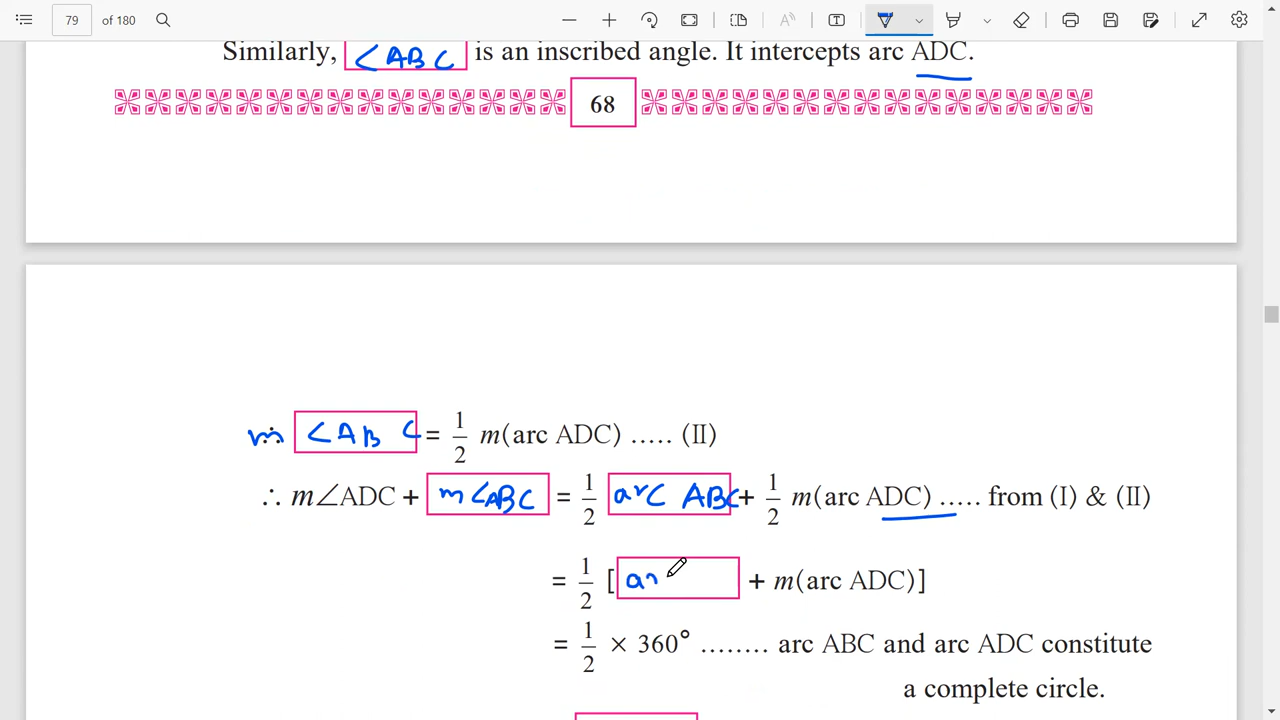 79 of 180
Similarly, ∠ABC is an inscribed angle. It intercepts arc ADC.
68
m ∴ ∠ABC = 1/2 m(arc ADC) ..... (II)
∴ m∠ADC + m∠ABC = 1/2 arC ABC + 1/2 m(arc ADC) ..... from (I) & (II)
= 1/2 [ ar + m(arc ADC)]
= 1/2 × 360° ........ arc ABC and arc ADC constitute
a complete circle.